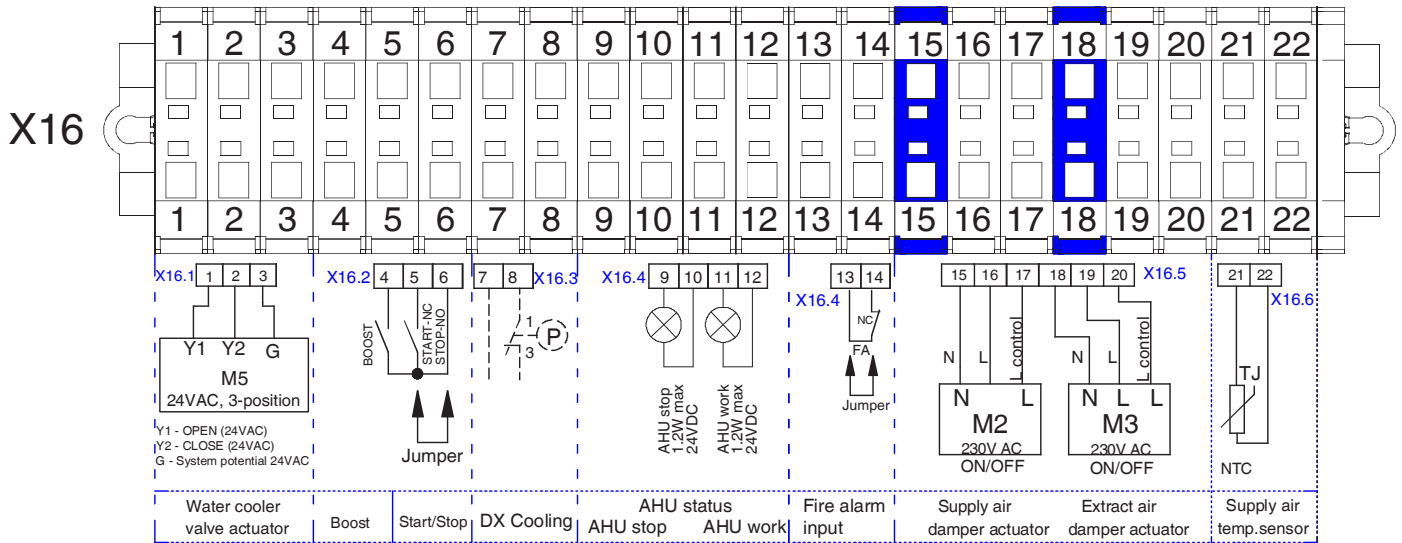 1 2 3 4 5 6 7 8 9 10 11 12 13 14 15 16 17 18 19 20 21 22
X16
1 2 3 4 5 6 7 8 9 10 11 12 13 14 15 16 17 18 19 20 21 22
X16.1 1 2 3
X16.2 4 5 6
7 8 X16.3
X16.4 9 10 11 12
13 14
X16.4
15 16 17 18 19 20 X16.5
21 22
X16.6
Y1 Y2 G
M5
24VAC, 3-position
Y1 - OPEN (24VAC)
Y2 - CLOSE (24VAC)
G - System potential 24VAC
BOOST
START-NC
STOP-NO
Jumper
1
P
3
AHU stop
1.2W max
24VDC
AHU work
1.2W max
24VDC
NC
FA
Jumper
N L L control
N L
M2
230V AC
ON/OFF
N L L control
N L L
M3
230V AC
ON/OFF
TJ
NTC
Water cooler
valve actuator
Boost
Start/Stop
DX Cooling
AHU status
AHU stop AHU work
Fire alarm
input
Supply air
damper actuator
Extract air
damper actuator
Supply air
temp.sensor